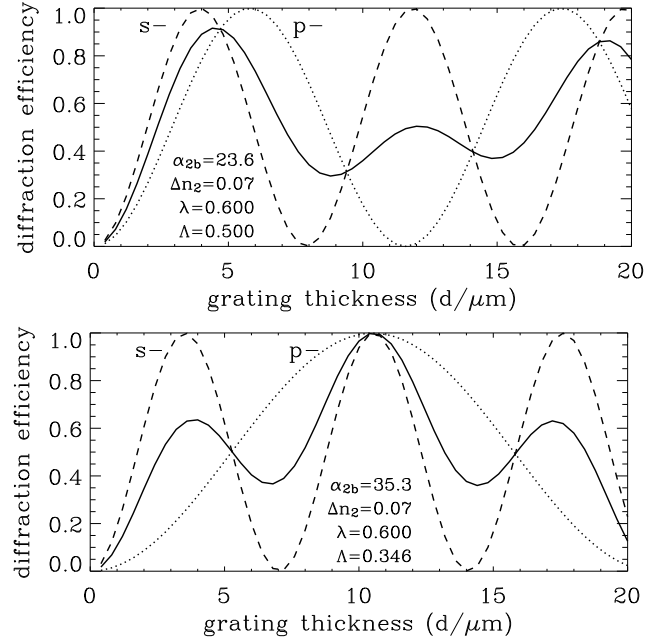 diffraction efficiency
1.0
0.8
0.6
0.4
0.2
0.0
s−
p−
α2b=23.6
Δn2=0.07
λ=0.600
Λ=0.500
0 5 10 15 20
grating thickness (d/μm)
diffraction efficiency
1.0
0.8
0.6
0.4
0.2
0.0
s−
p−
α2b=35.3
Δn2=0.07
λ=0.600
Λ=0.346
0 5 10 15 20
grating thickness (d/μm)